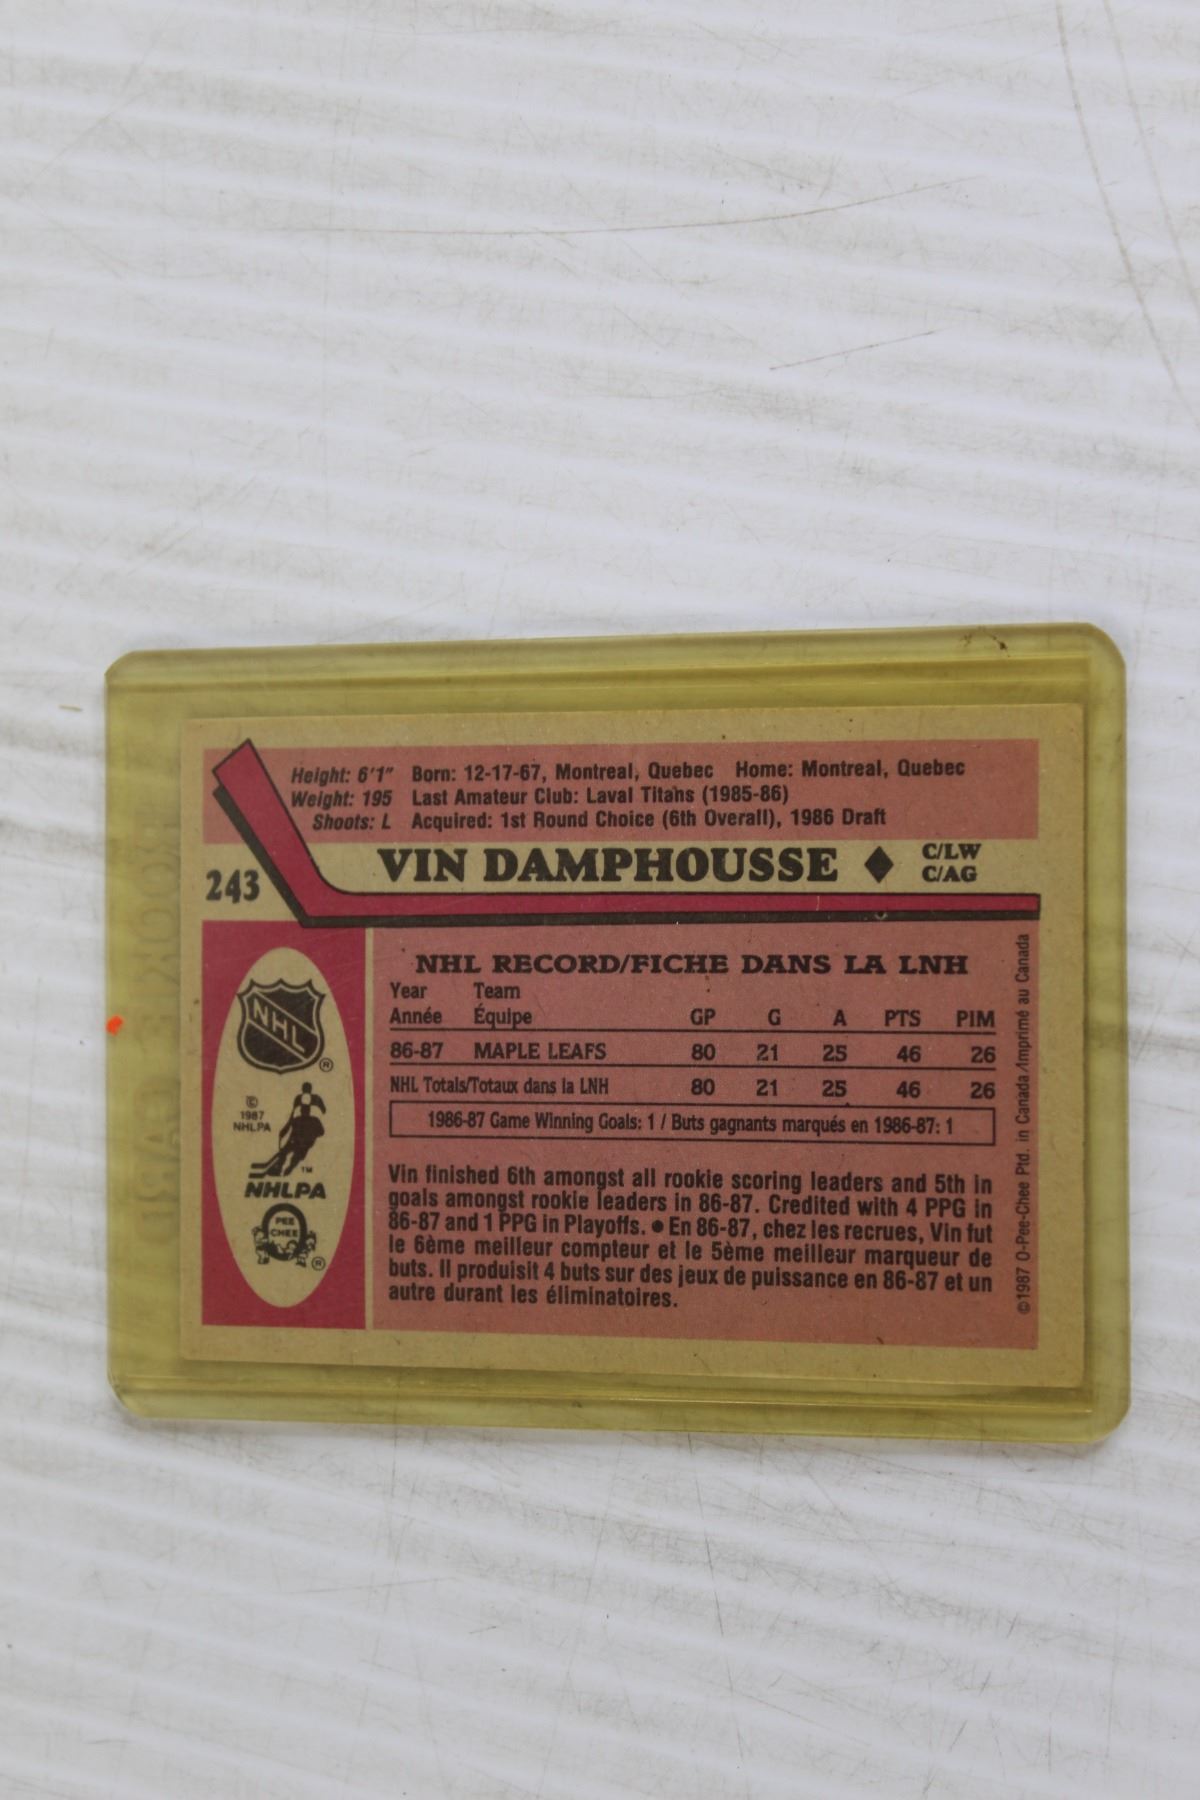 Height: 6'1" Born: 12-17-67, Montreal, Quebec Home: Montreal, Quebec
Weight: 195 Last Amateur Club: Laval Titans (1985-86)
Shoots: L Acquired: 1st Round Choice (6th Overall), 1986 Draft
243 VIN DAMPHOUSSE ◆ C/LW
C/AG
NHL RECORD/FICHE DANS LA LNH
Year Team
Année Équipe GP G A PTS PIM
86-87 MAPLE LEAFS 80 21 25 46 26
NHL Totals/Totaux dans la LNH 80 21 25 46 26
1986-87 Game Winning Goals: 1 / Buts gagnants marqués en 1986-87: 1
Vin finished 6th amongst all rookie scoring leaders and 5th in
goals amongst rookie leaders in 86-87. Credited with 4 PPG in
86-87 and 1 PPG in Playoffs. ● En 86-87, chez les recrues, Vin fut
le 6ème meilleur compteur et le 5ème meilleur marqueur de
buts. Il produisit 4 buts sur des jeux de puissance en 86-87 et un
autre durant les éliminatoires.
NHL ®
©
1987
NHLPA
TM
NHLPA
O
PEE
CHEE
®
©1987 O-Pee-Chee Ptd. in Canada/Imprimé au Canada
ROOKIE CARD